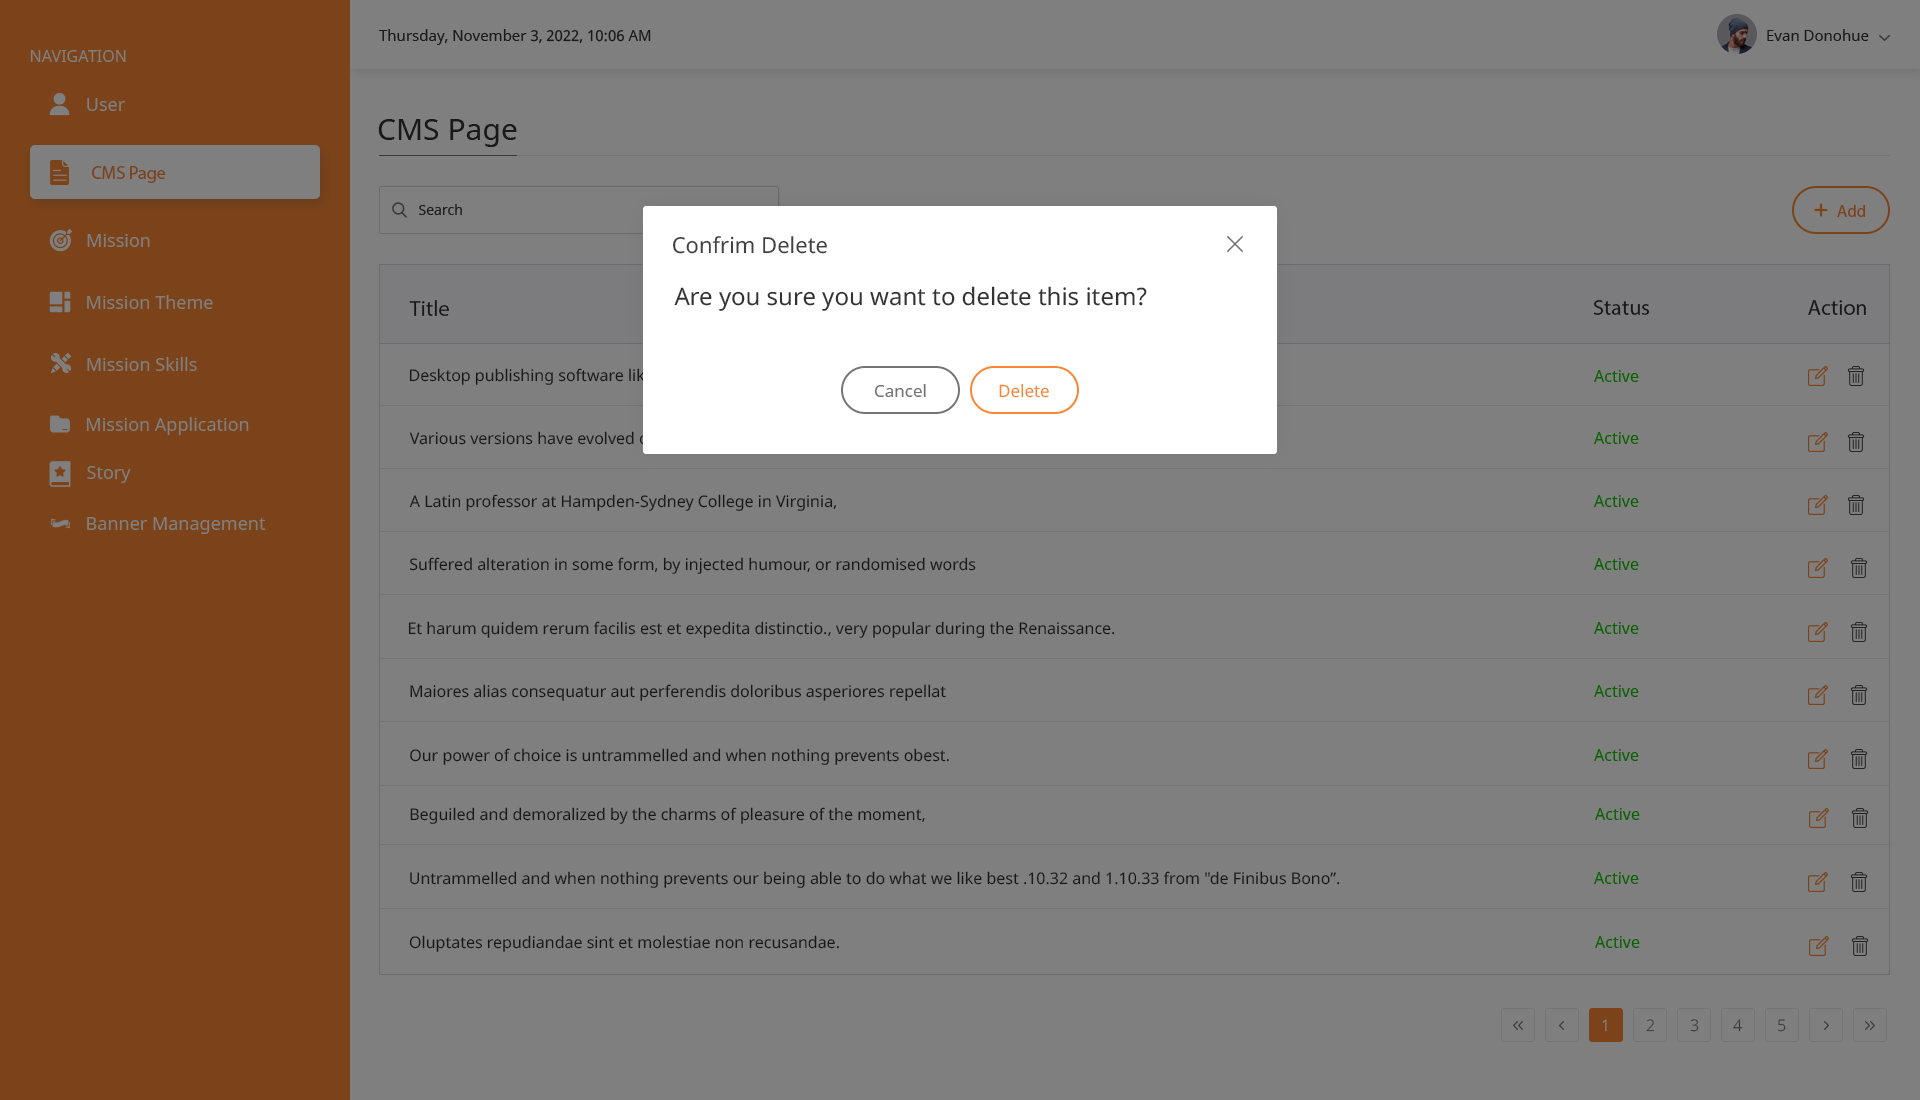 NAVIGATION
User
CMS Page
Mission
Mission Theme
Mission Skills
Mission Application
Story
Banner Management
Thursday, November 3, 2022, 10:06 AM
Evan Donohue
CMS Page
Search
+ Add
Confrim Delete
Are you sure you want to delete this item?
Cancel
Delete
Title Status Action
Desktop publishing software Active
Various versions have evolved Active
A Latin professor at Hampden-Sydney College in Virginia, Active
Suffered alteration in some form, by injected humour, or randomised words Active
Et harum quidem rerum facilis est et expedita distinctio., very popular during the Renaissance. Active
Maiores alias consequatur aut perferendis doloribus asperiores repellat Active
Our power of choice is untrammelled and when nothing prevents obest. Active
Beguiled and demoralized by the charms of pleasure of the moment, Active
Untrammelled and when nothing prevents our being able to do what we like best .10.32 and 1.10.33 from "de Finibus Bono”. Active
Oluptates repudiandae sint et molestiae non recusandae. Active
« ‹ 1 2 3 4 5 › »